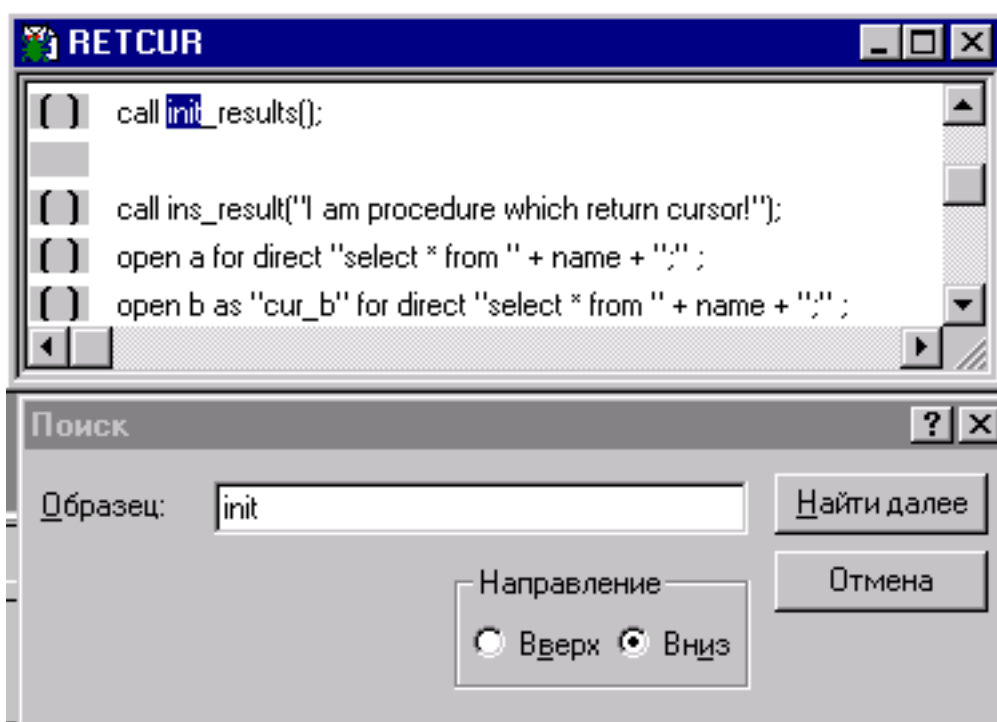 RETCUR
( ) call init_results();
( ) call ins_result("I am procedure which return cursor!");
( ) open a for direct "select * from " + name + ";" ;
( ) open b as "cur_b" for direct "select * from " + name + ";" ;
Поиск
Образец: init Найти далее
Направление Отмена
Вверх Вниз